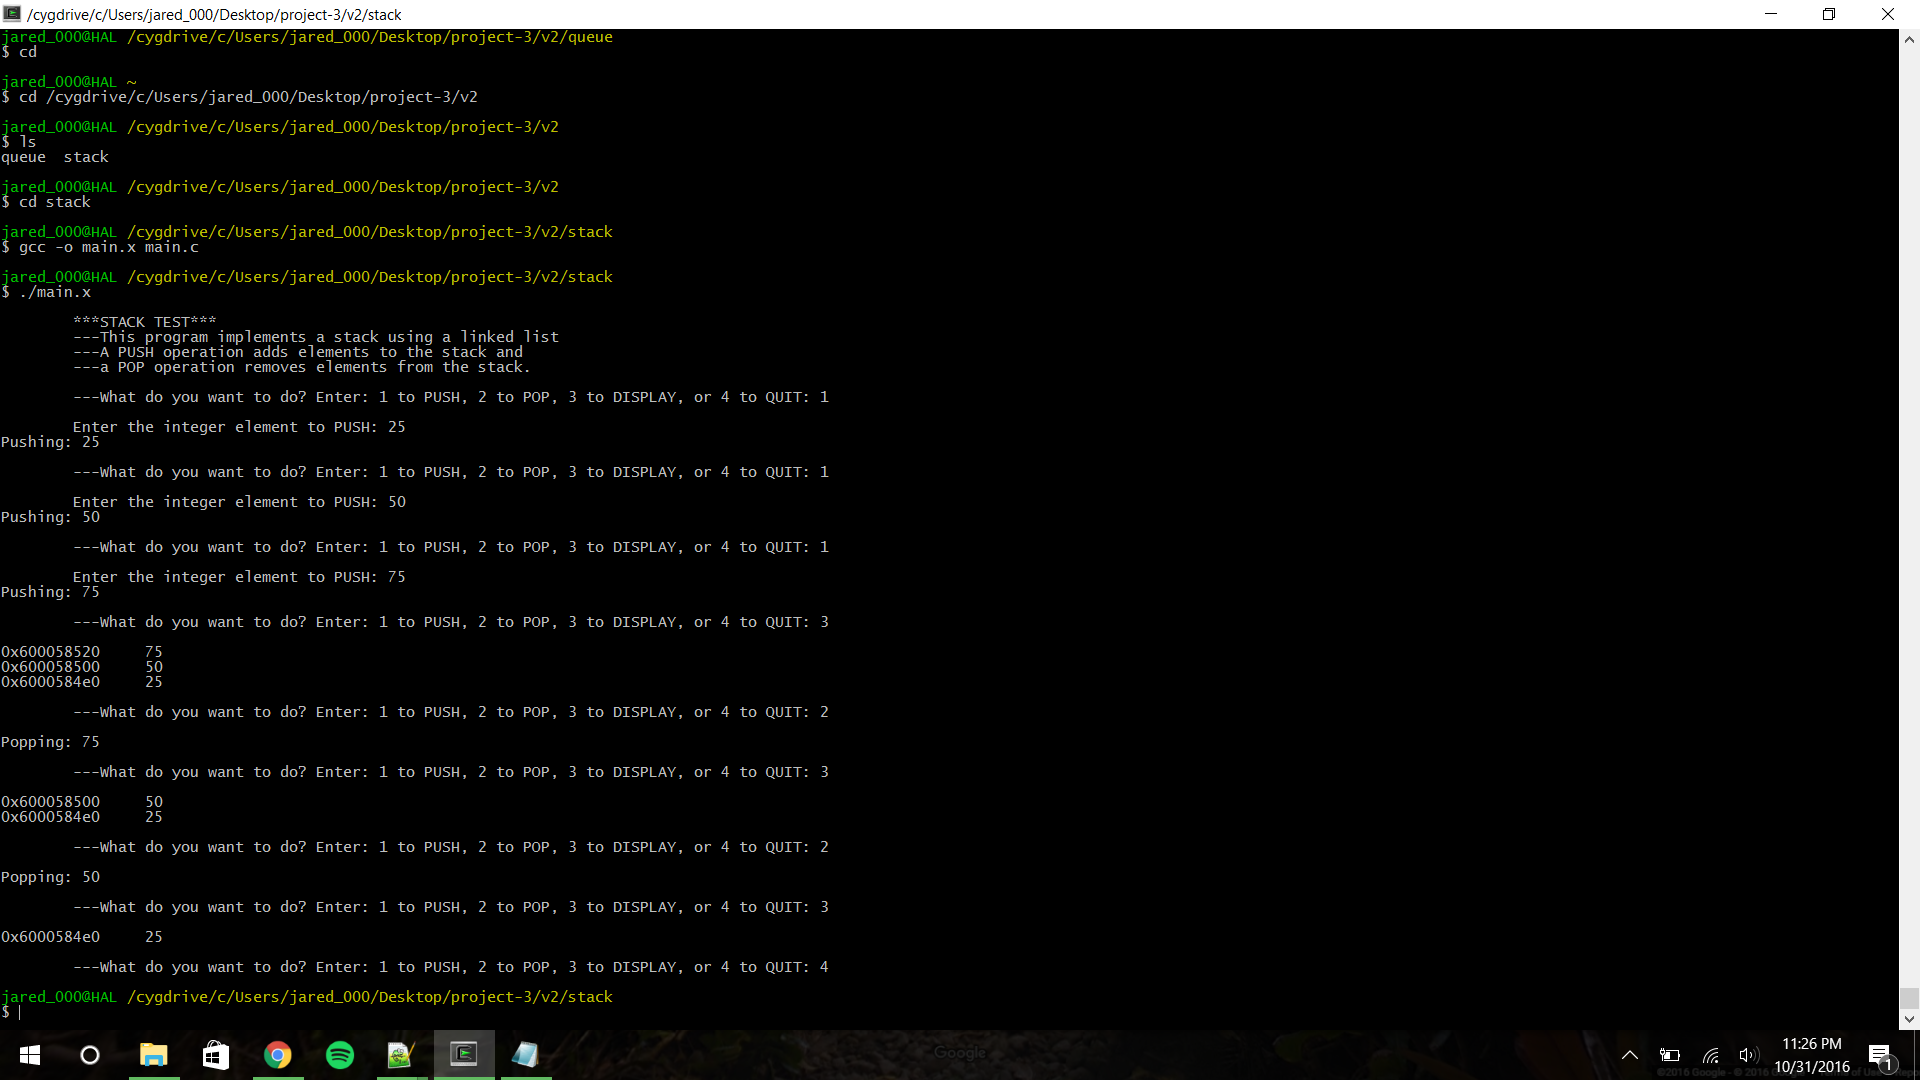 /cygdrive/c/Users/jared_000/Desktop/project-3/v2/stack
jared_000@HAL /cygdrive/c/Users/jared_000/Desktop/project-3/v2/queue
$ cd
jared_000@HAL ~
$ cd /cygdrive/c/Users/jared_000/Desktop/project-3/v2
jared_000@HAL /cygdrive/c/Users/jared_000/Desktop/project-3/v2
$ ls
queue  stack
jared_000@HAL /cygdrive/c/Users/jared_000/Desktop/project-3/v2
$ cd stack
jared_000@HAL /cygdrive/c/Users/jared_000/Desktop/project-3/v2/stack
$ gcc -o main.x main.c
jared_000@HAL /cygdrive/c/Users/jared_000/Desktop/project-3/v2/stack
$ ./main.x
***STACK TEST***
---This program implements a stack using a linked list
---A PUSH operation adds elements to the stack and
---a POP operation removes elements from the stack.
---What do you want to do? Enter: 1 to PUSH, 2 to POP, 3 to DISPLAY, or 4 to QUIT: 1
Enter the integer element to PUSH: 25
Pushing: 25
---What do you want to do? Enter: 1 to PUSH, 2 to POP, 3 to DISPLAY, or 4 to QUIT: 1
Enter the integer element to PUSH: 50
Pushing: 50
---What do you want to do? Enter: 1 to PUSH, 2 to POP, 3 to DISPLAY, or 4 to QUIT: 1
Enter the integer element to PUSH: 75
Pushing: 75
---What do you want to do? Enter: 1 to PUSH, 2 to POP, 3 to DISPLAY, or 4 to QUIT: 3
0x600058520     75
0x600058500     50
0x6000584e0     25
---What do you want to do? Enter: 1 to PUSH, 2 to POP, 3 to DISPLAY, or 4 to QUIT: 2
Popping: 75
---What do you want to do? Enter: 1 to PUSH, 2 to POP, 3 to DISPLAY, or 4 to QUIT: 3
0x600058500     50
0x6000584e0     25
---What do you want to do? Enter: 1 to PUSH, 2 to POP, 3 to DISPLAY, or 4 to QUIT: 2
Popping: 50
---What do you want to do? Enter: 1 to PUSH, 2 to POP, 3 to DISPLAY, or 4 to QUIT: 3
0x6000584e0     25
---What do you want to do? Enter: 1 to PUSH, 2 to POP, 3 to DISPLAY, or 4 to QUIT: 4
jared_000@HAL /cygdrive/c/Users/jared_000/Desktop/project-3/v2/stack
$
Google
11:26 PM
10/31/2016
1
©2016 Google